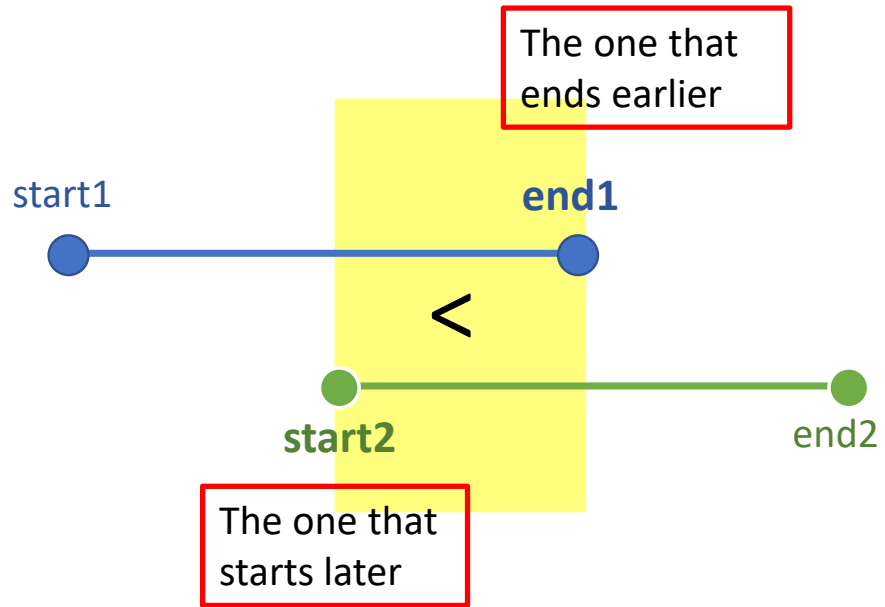 The one that
ends earlier
start1
end1
<
start2
end2
The one that
starts later